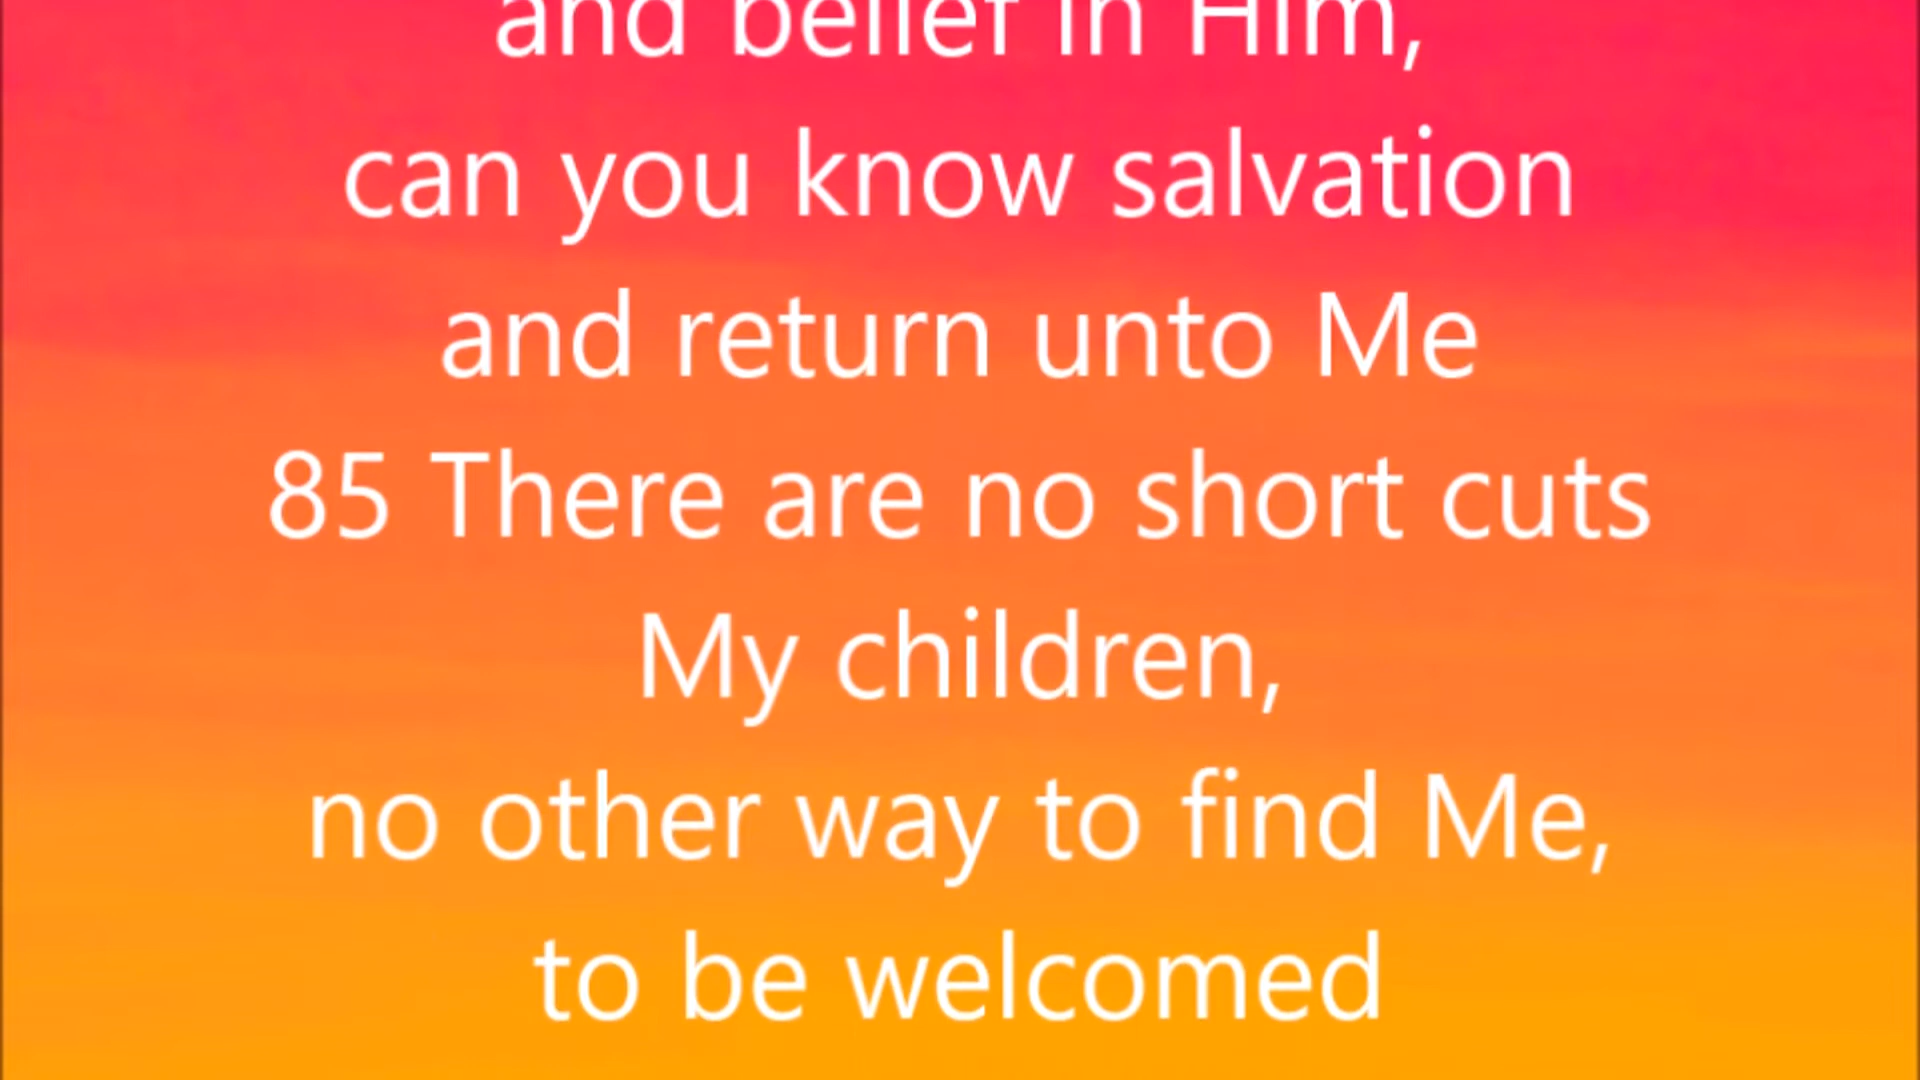 and belief in Him,
can you know salvation
and return unto Me
85 There are no short cuts
My children,
no other way to find Me,
to be welcomed